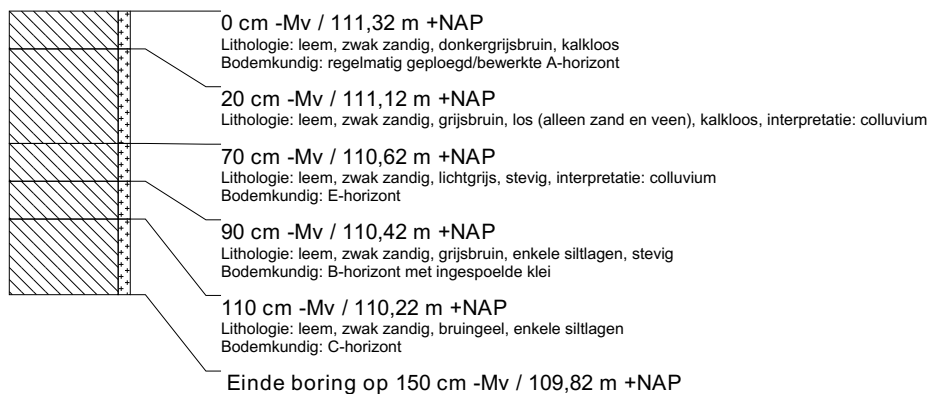 0 cm -Mv / 111,32 m +NAP
Lithologie: leem, zwak zandig, donkergrijsbruin, kalkloos
Bodemkundig: regelmatig geploegd/bewerkte A-horizont
20 cm -Mv / 111,12 m +NAP
Lithologie: leem, zwak zandig, grijsbruin, los (alleen zand en veen), kalkloos, interpretatie: colluvium
70 cm -Mv / 110,62 m +NAP
Lithologie: leem, zwak zandig, lichtgrijs, stevig, interpretatie: colluvium
Bodemkundig: E-horizont
90 cm -Mv / 110,42 m +NAP
Lithologie: leem, zwak zandig, grijsbruin, enkele siltlagen, stevig
Bodemkundig: B-horizont met ingespoelde klei
110 cm -Mv / 110,22 m +NAP
Lithologie: leem, zwak zandig, bruingeel, enkele siltlagen
Bodemkundig: C-horizont
Einde boring op 150 cm -Mv / 109,82 m +NAP